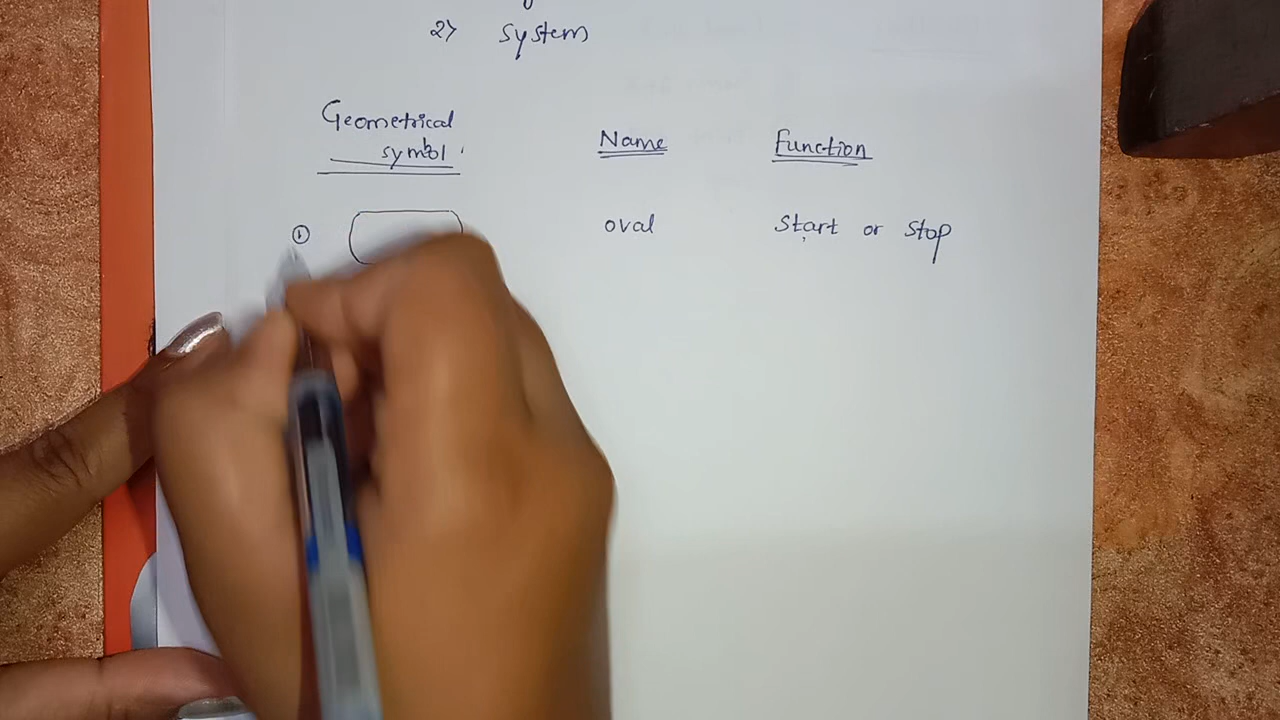 2) system
Geometrical Name Function
symbol
① oval Start or Stop